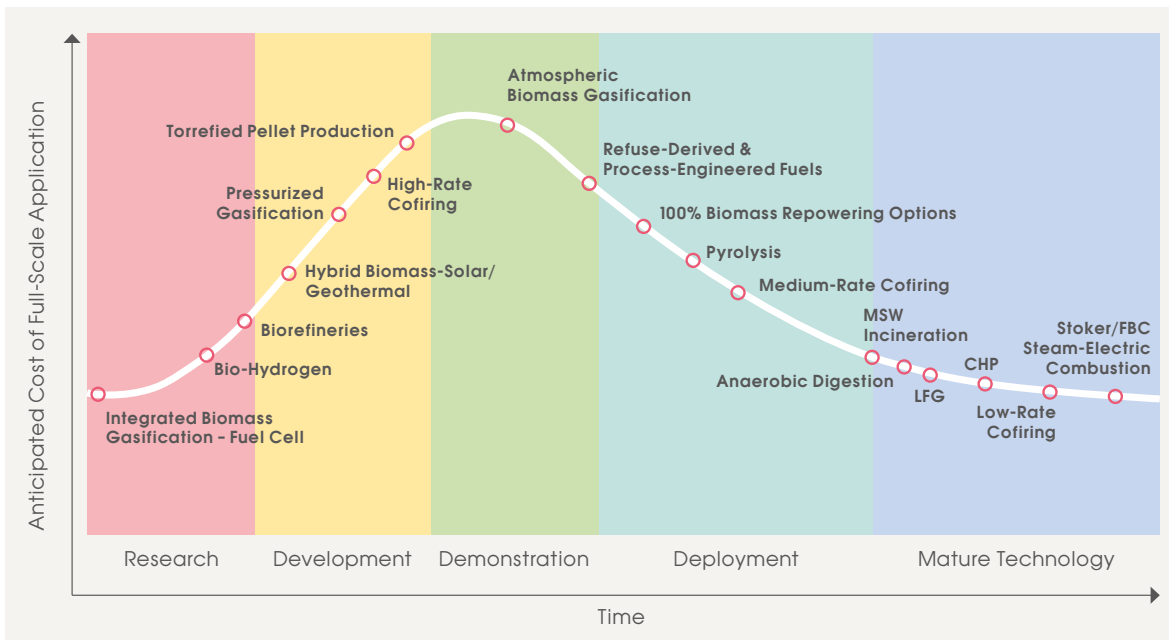 Anticipated Cost of Full-Scale Application
Atmospheric
Biomass Gasification
Torrefied Pellet Production
Refuse-Derived &
Process-Engineered Fuels
High-Rate
Cofiring
Pressurized
Gasification
100% Biomass Repowering Options
Pyrolysis
Hybrid Biomass-Solar/
Geothermal
Medium-Rate Cofiring
Biorefineries
MSW
Incineration
Stoker/FBC
Steam-Electric
Combustion
Bio-Hydrogen
CHP
Anaerobic Digestion
LFG
Integrated Biomass
Gasification – Fuel Cell
Low-Rate
Cofiring
Research
Development
Demonstration
Deployment
Mature Technology
Time